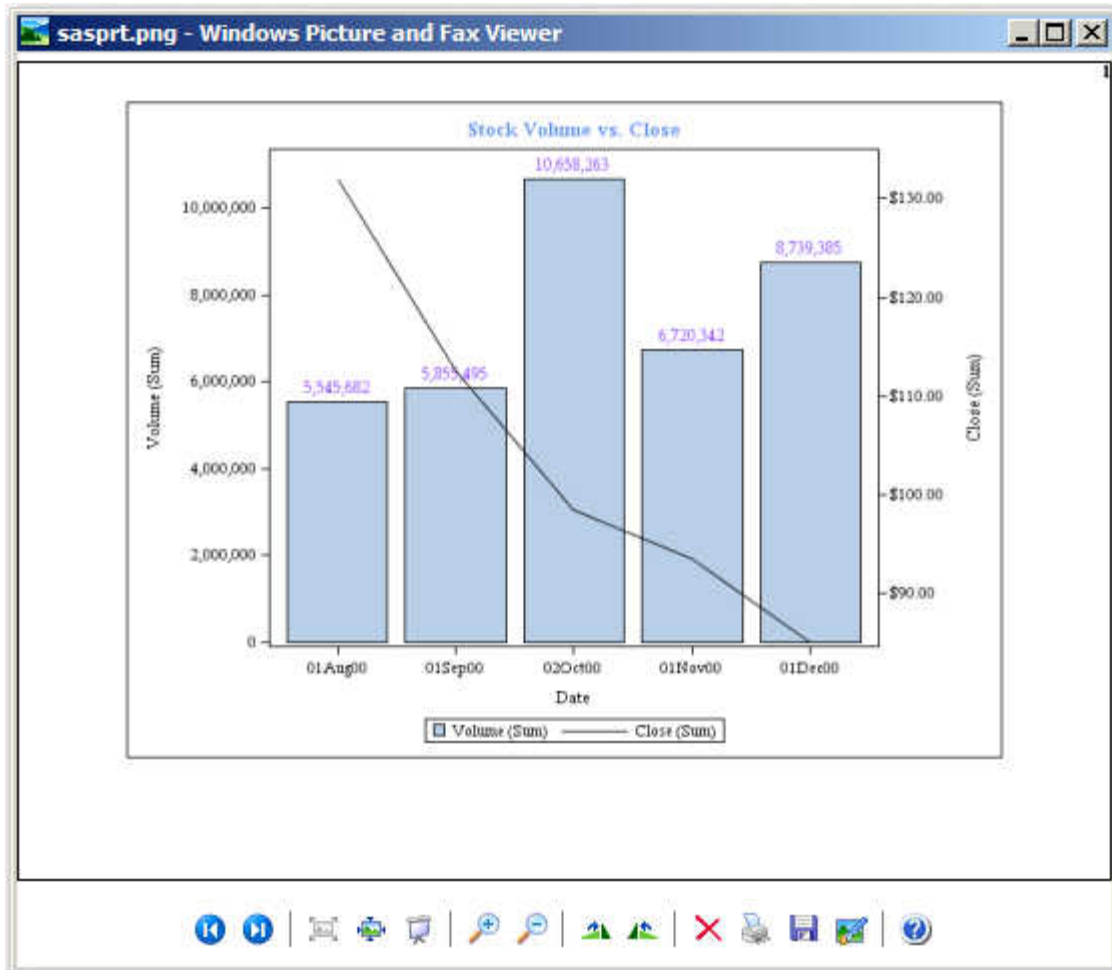 sasprt.png - Windows Picture and Fax Viewer
1
Stock Volume vs. Close
10,658,263
10,000,000
$130.00
8,739,385
8,000,000
$120.00
6,720,342
6,000,000
5,855,495
5,545,682
$110.00
Volume (Sum)
Close (Sum)
4,000,000
$100.00
2,000,000
$90.00
0
01Aug00 01Sep00 02Oct00 01Nov00 01Dec00
Date
Volume (Sum) Close (Sum)